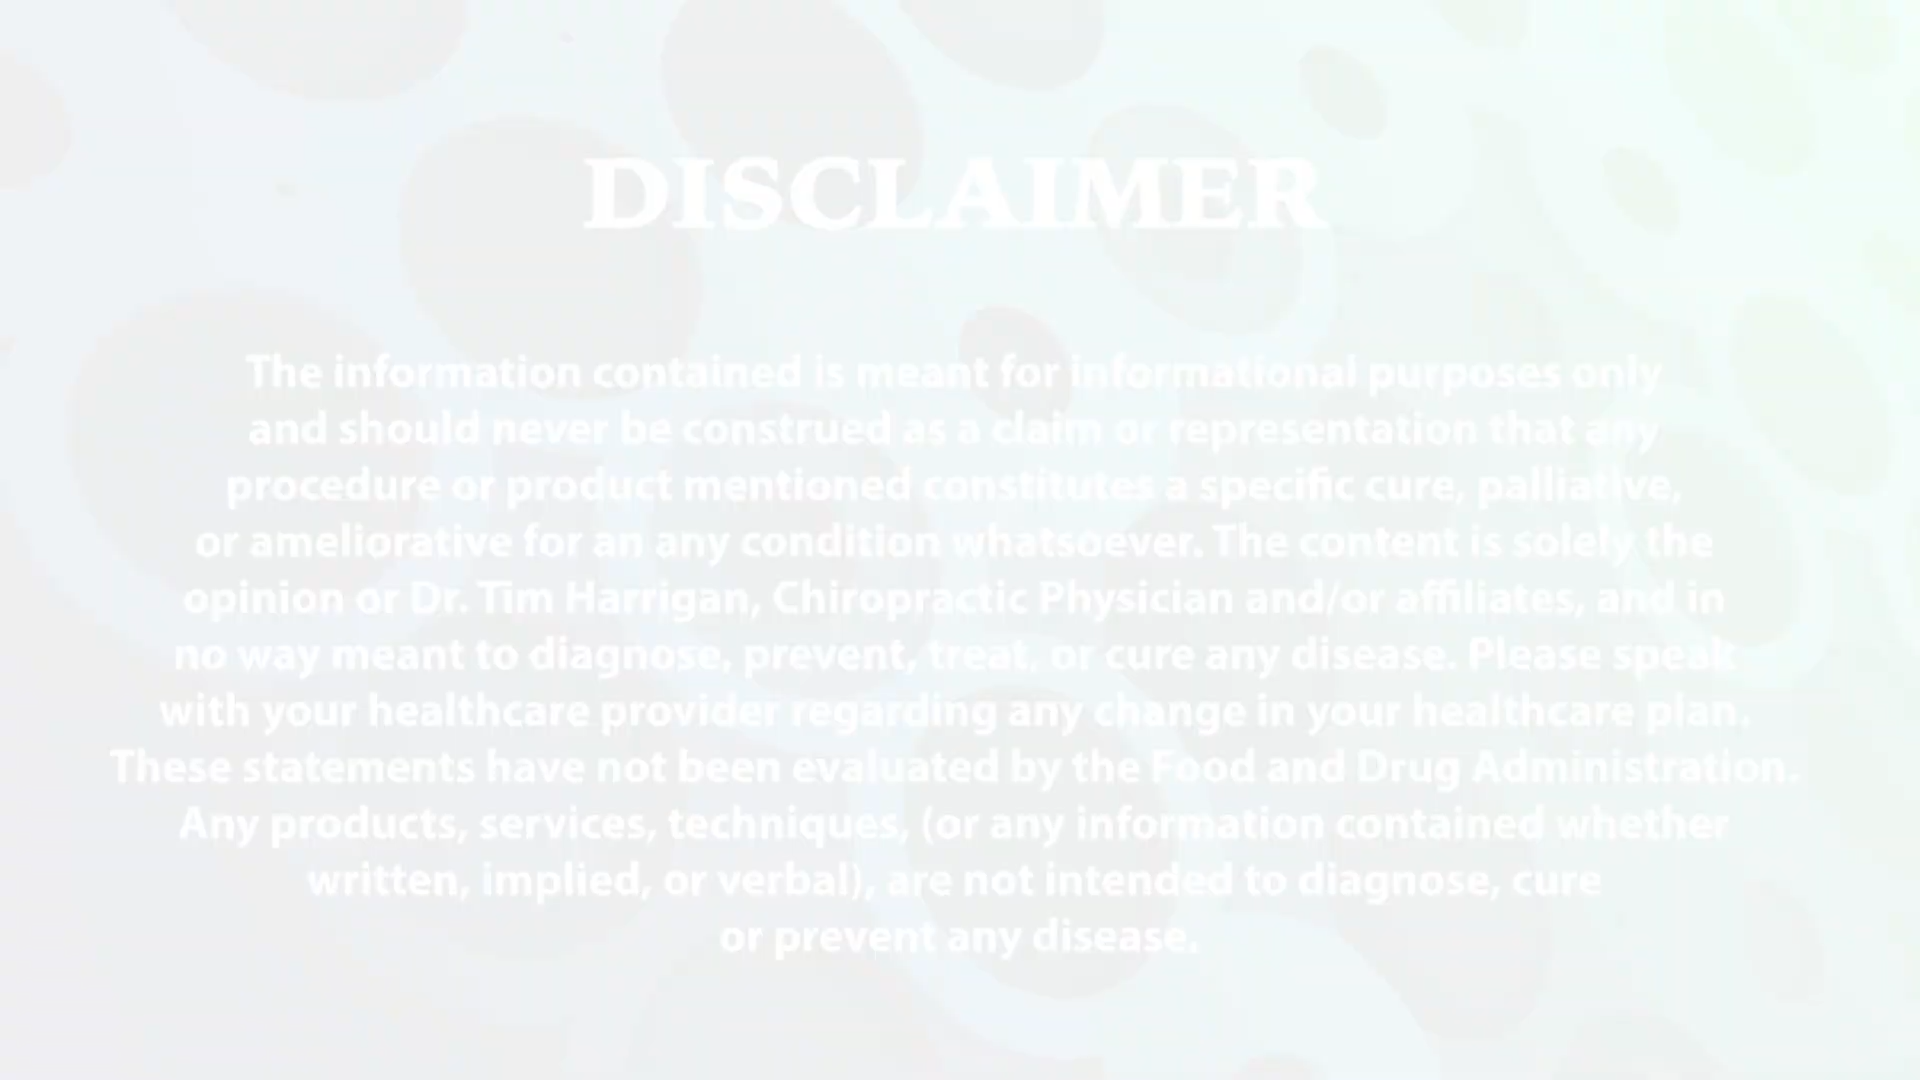 DISCLAIMER
The information contained is meant for informational purposes only
and should never be construed as a claim or representation that any
procedure or product mentioned constitutes a specific cure, palliative,
or ameliorative for an any condition whatsoever. The content is solely the
opinion or Dr. Tim Harrigan, Chiropractic Physician and/or affiliates, and in
no way meant to diagnose, prevent, treat, or cure any disease. Please speak
with your healthcare provider regarding any change in your healthcare plan.
These statements have not been evaluated by the Food and Drug Administration.
Any products, services, techniques, (or any information contained whether
written, implied, or verbal), are not intended to diagnose, cure
or prevent any disease.